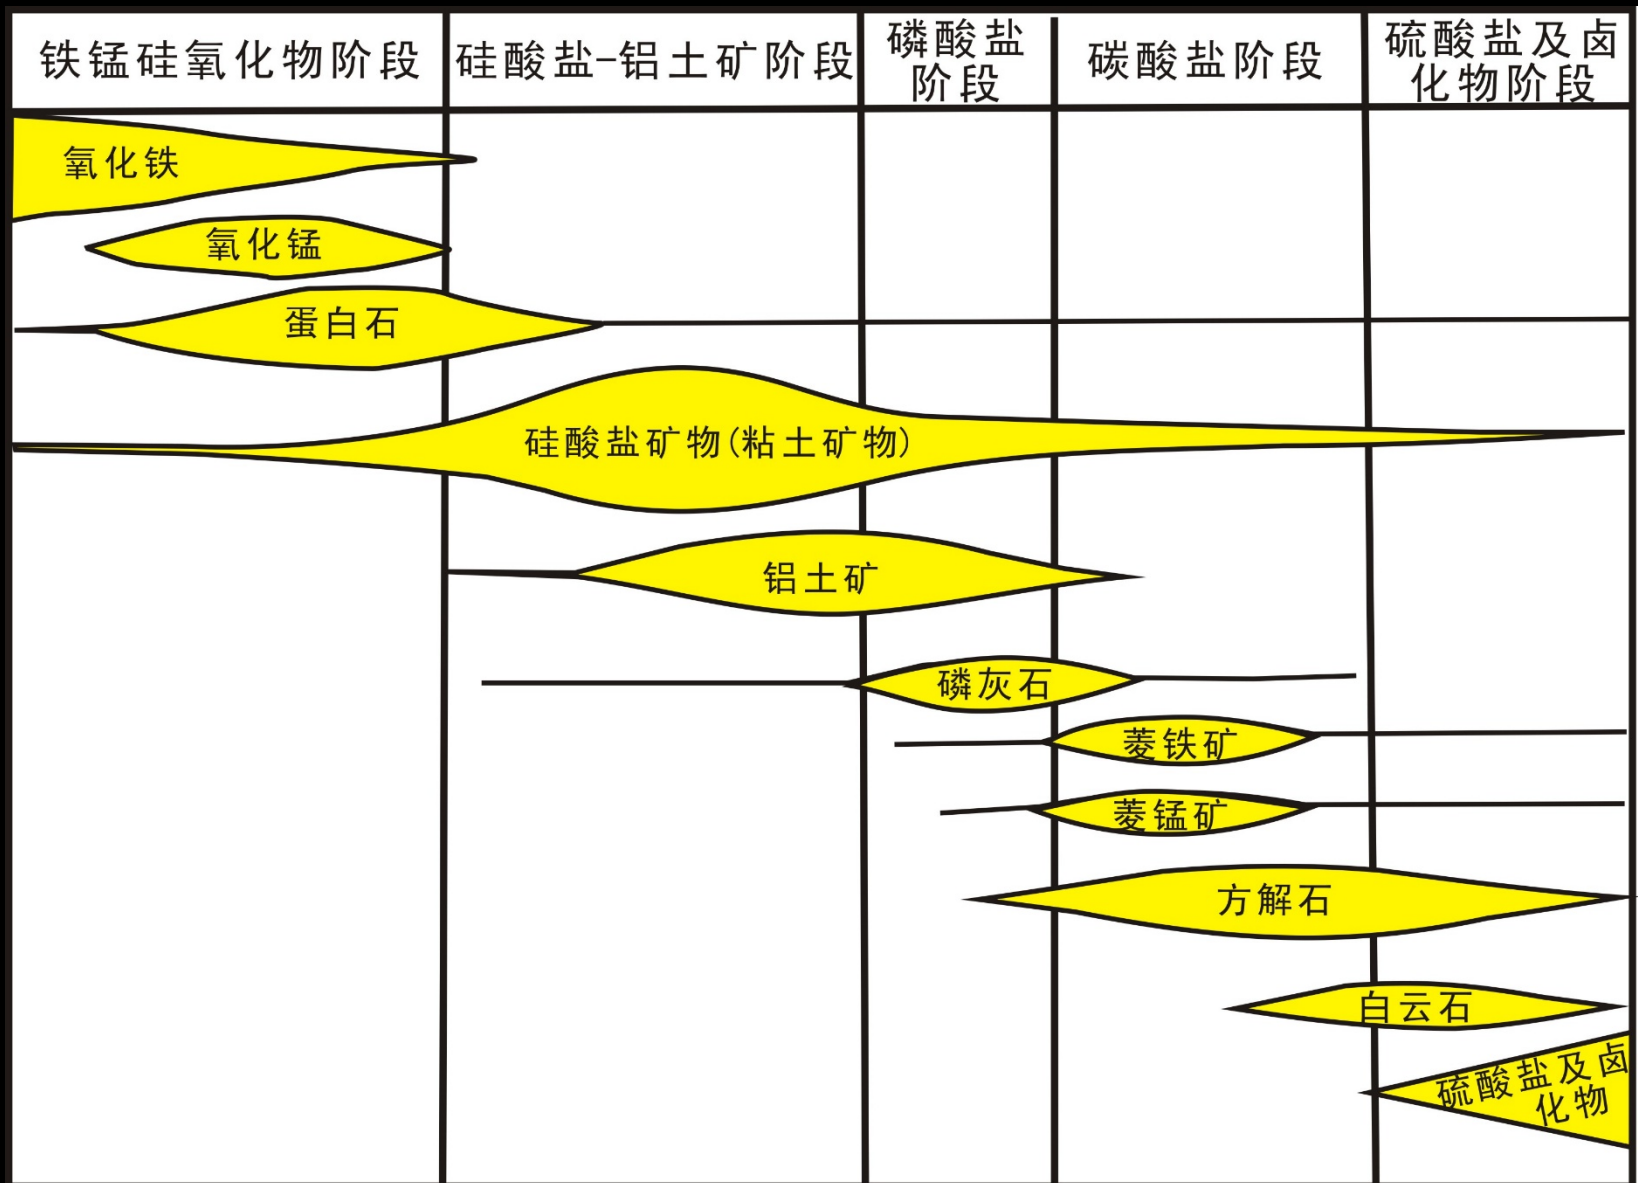 铁锰硅氧化物阶段
硅酸盐-铝土矿阶段
磷酸盐
阶段
碳酸盐阶段
硫酸盐及卤
化物阶段
氧化铁
氧化锰
蛋白石
硅酸盐矿物(粘土矿物)
铝土矿
磷灰石
菱铁矿
菱锰矿
方解石
白云石
硫酸盐及卤
化物